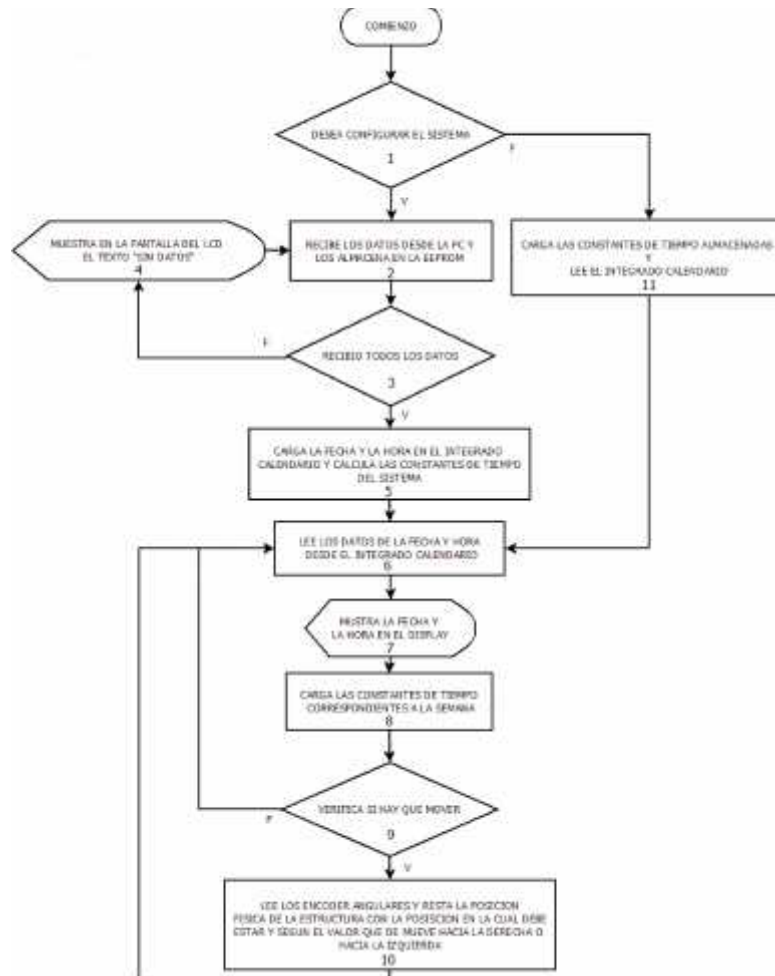 COMIENZO
DESEA CONFIGURAR EL SISTEMA
1
F
V
MUESTRA EN LA PANTALLA DEL LCD
EL TEXTO "SIN DATOS"
4
RECIBE LOS DATOS DESDE LA PC Y
LOS ALMACENA EN LA EEPROM
2
CARGA LAS CONSTANTES DE TIEMPO ALMACENADAS
Y
LEE EL INTEGRADO CALENDARIO
11
F
RECIBIO TODOS LOS DATOS
3
V
CARGA LA FECHA Y LA HORA EN EL INTEGRADO
CALENDARIO Y CALCULA LAS CONSTANTES DE TIEMPO
DEL SISTEMA
5
LEE LOS DATOS DE LA FECHA Y HORA
DESDE EL INTEGRADO CALENDARIO
6
MUSTRA LA FECHA Y
LA HORA EN EL DISPLAY
7
CARGA LAS CONSTANTES DE TIEMPO
CORRESPONDIENTES A LA SEMANA
8
VERIFICA SI HAY QUE MOVER
F
9
V
LEE LOS ENCODER ANGULARES Y RESTA LA POSICION
FISICA DE LA ESTRUCTURA CON LA POSISCION EN LA CUAL DEBE
ESTAR Y SEGUN EL VALOR QUE DE MUEVE HACIA LA DERECHA O
HACIA LA IZQUIERDA
10